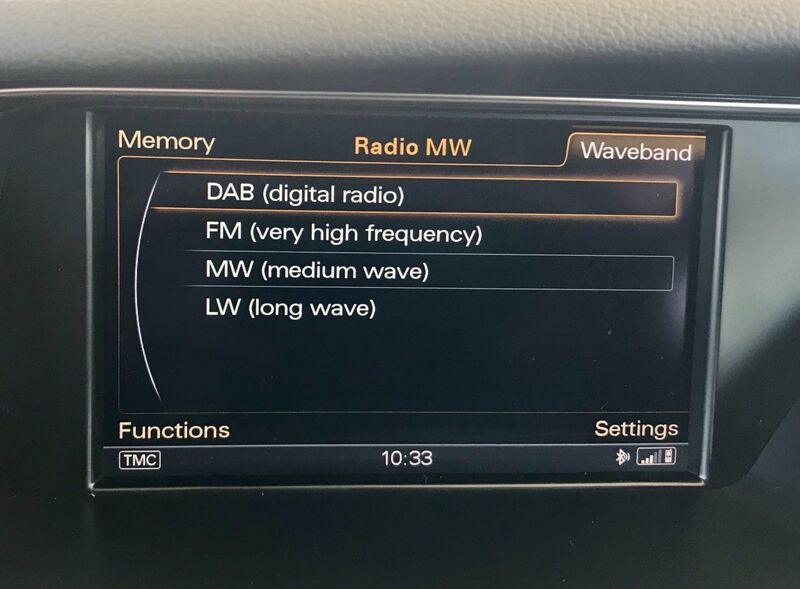 Memory Radio MW Waveband
DAB (digital radio)
FM (very high frequency)
MW (medium wave)
LW (long wave)
Functions Settings
TMC 10:33